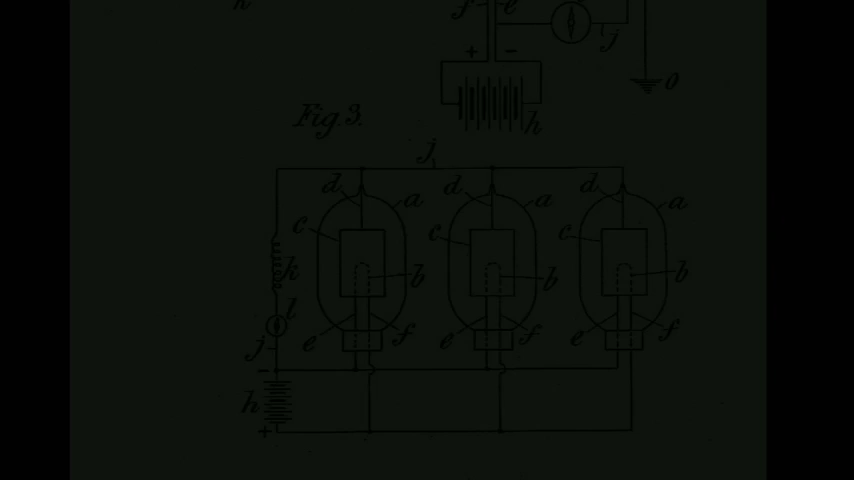 h f e
j
+ -
o
h
Fig 3.
j
d a d a d a
c c c
k b b b
l
e f e f e f
j
-
h
+